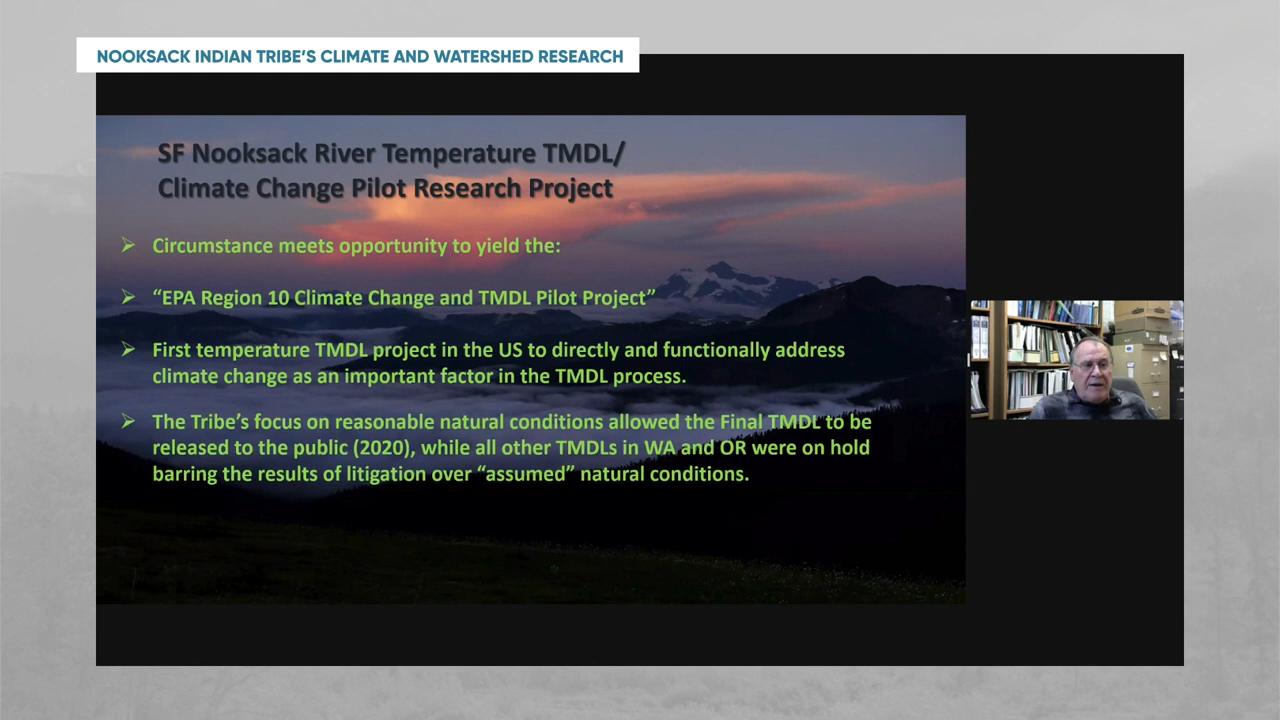 NOOKSACK INDIAN TRIBE'S CLIMATE AND WATERSHED RESEARCH
SF Nooksack River Temperature TMDL/
Climate Change Pilot Research Project
➢ Circumstance meets opportunity to yield the:
➢ “EPA Region 10 Climate Change and TMDL Pilot Project”
➢ First temperature TMDL project in the US to directly and functionally address
climate change as an important factor in the TMDL process.
➢ The Tribe’s focus on reasonable natural conditions allowed the Final TMDL to be
released to the public (2020), while all other TMDLs in WA and OR were on hold
barring the results of litigation over “assumed” natural conditions.